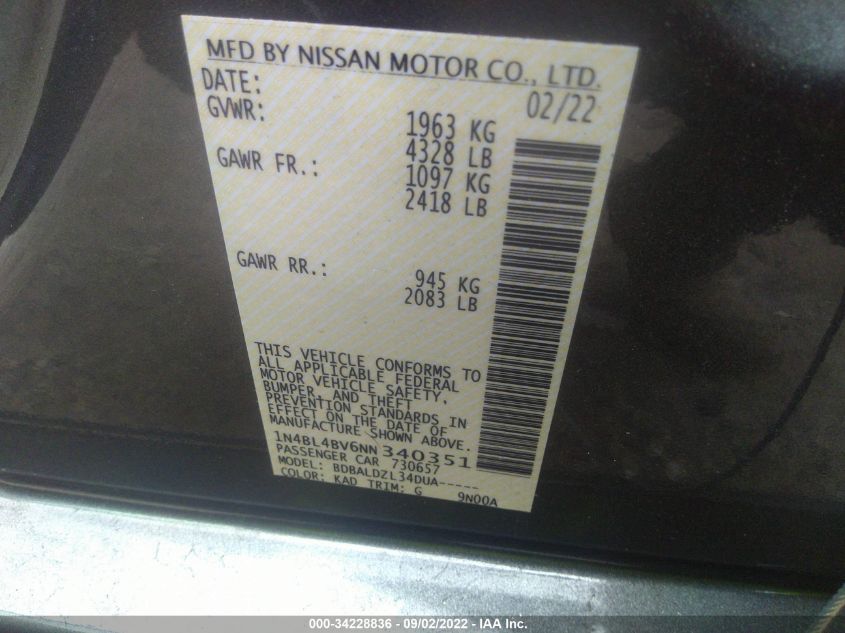 MFD BY NISSAN MOTOR CO., LTD.
DATE: 02/22
GVWR: 1963 KG
4328 LB
GAWR FR.: 1097 KG
2418 LB
GAWR RR.: 945 KG
2083 LB
THIS VEHICLE CONFORMS TO
ALL APPLICABLE FEDERAL
MOTOR VEHICLE SAFETY,
BUMPER, AND THEFT
PREVENTION STANDARDS IN
EFFECT ON THE DATE OF
MANUFACTURE SHOWN ABOVE.
1N4BL4BV6NN340351
PASSENGER CAR 730657
MODEL: BDBALDZL34DUA-----
COLOR: KAD TRIM: G 9N00A
000-34228836 - 09/02/2022 - IAA Inc.